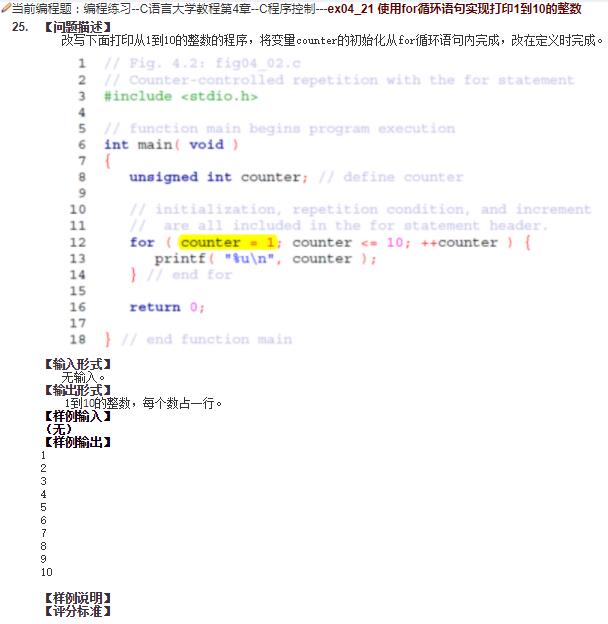 当前编程题：编程练习--C语言大学教程第4章--C程序控制---ex04_21 使用for循环语句实现打印1到10的整数
25. 【问题描述】
改写下面打印从1到10的整数的程序，将变量counter的初始化从for循环语句内完成，改在定义时完成。
1 // Fig. 4.2: fig04_02.c
2 // Counter-controlled repetition with the for statement
3 #include <stdio.h>
4
5 // function main begins program execution
6 int main( void )
7 {
8 unsigned int counter; // define counter
9
10 // initialization, repetition condition, and increment
11 // are all included in the for statement header.
12 for ( counter = 1; counter <= 10; ++counter ) {
13 printf( "%u\n", counter );
14 } // end for
15
16 return 0;
17
18 } // end function main
【输入形式】
无输入。
【输出形式】
1到10的整数，每个数占一行。
【样例输入】
（无）
【样例输出】
1
2
3
4
5
6
7
8
9
10
【样例说明】
【评分标准】